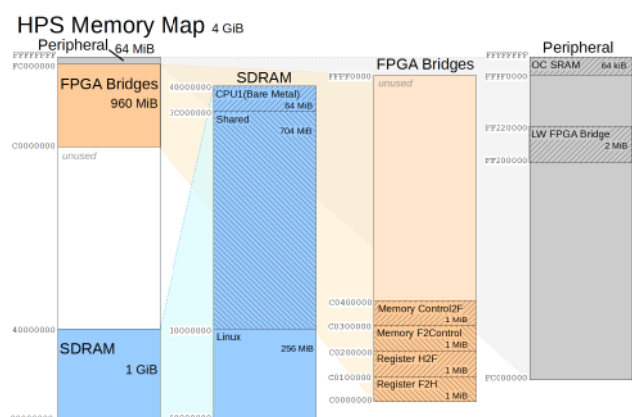 HPS Memory Map 4 GiB
Peripheral 64 MiB
FFFFFFFF
FC000000
FPGA Bridges
960 MiB
C0000000
unused
40000000
SDRAM
1 GiB
SDRAM
40000000
CPU1(Bare Metal)
64 MiB
3C000000
Shared
704 MiB
10000000
Linux
256 MiB
FPGA Bridges
FFFF0000
unused
C0400000
Memory Control2F
1 MiB
C0300000
Memory F2Control
1 MiB
C0200000
Register H2F
1 MiB
C0100000
Register F2H
1 MiB
C0000000
Peripheral
FFFFFFFF
OC SRAM 64 kiB
FFFF0000
FF220000
LW FPGA Bridge
2 MiB
FF200000
FC000000